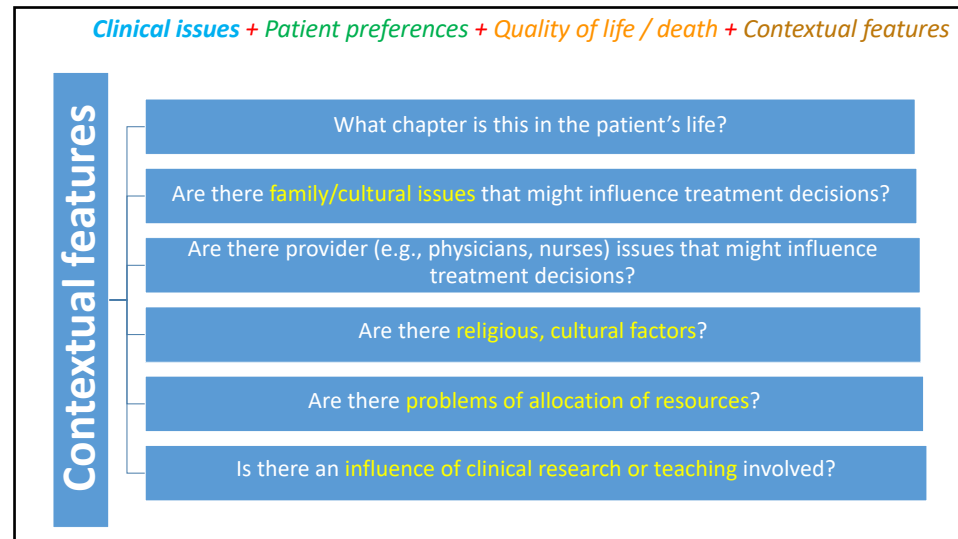 Clinical issues + Patient preferences + Quality of life / death + Contextual features
Contextual features
What chapter is this in the patient’s life?
Are there family/cultural issues that might influence treatment decisions?
Are there provider (e.g., physicians, nurses) issues that might influence
treatment decisions?
Are there religious, cultural factors?
Are there problems of allocation of resources?
Is there an influence of clinical research or teaching involved?